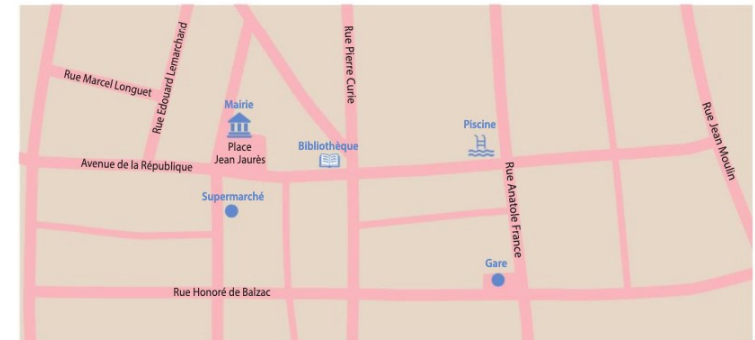 Rue Marcel Longuet
Rue Edouard Lemarchard
Mairie
Place
Jean Jaurès
Rue Pierre Curie
Bibliothèque
Piscine
Rue Jean Moulin
Avenue de la République
Supermarché
Rue Anatole France
Gare
Rue Honoré de Balzac